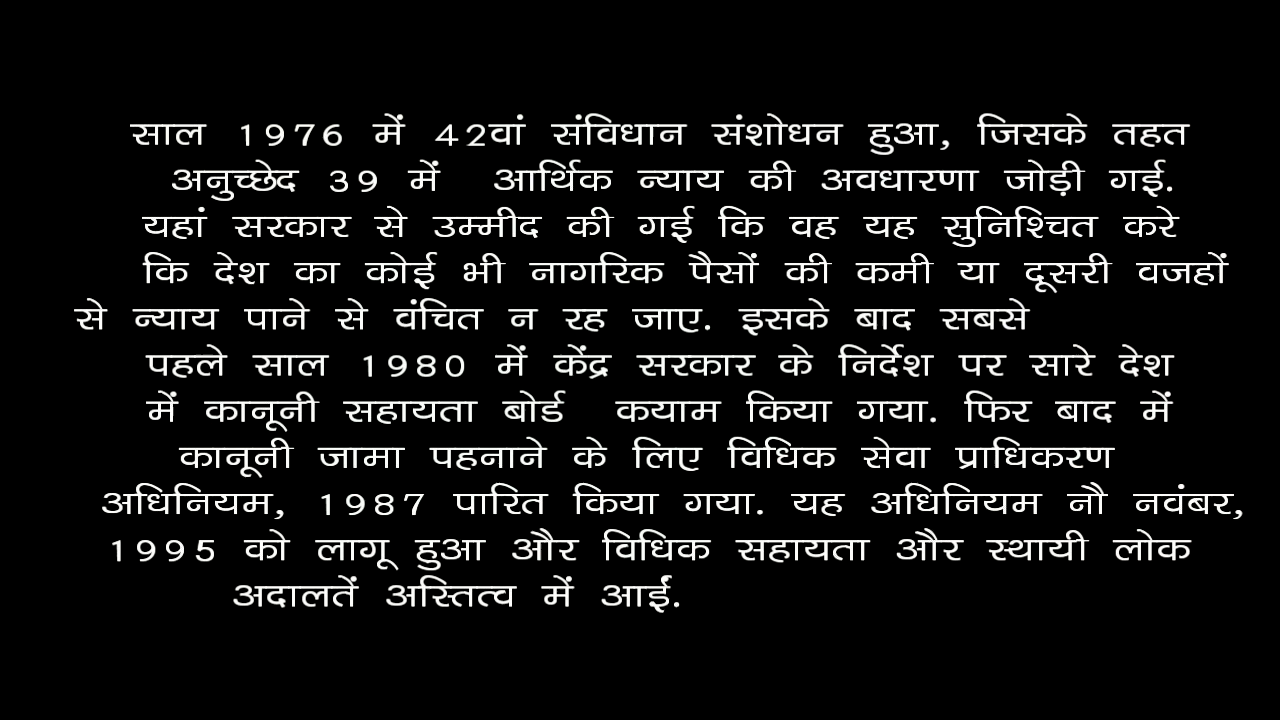 साल 1976 में 42वां संविधान संशोधन हुआ, जिसके तहत
अनुच्छेद 39 में आर्थिक न्याय की अवधारणा जोड़ी गई.
यहां सरकार से उम्मीद की गई कि वह यह सुनिश्चित करे
कि देश का कोई भी नागरिक पैसों की कमी या दूसरी वजहों
से न्याय पाने से वंचित न रह जाए. इसके बाद सबसे
पहले साल 1980 में केंद्र सरकार के निर्देश पर सारे देश
में कानूनी सहायता बोर्ड कयाम किया गया. फिर बाद में
कानूनी जामा पहनाने के लिए विधिक सेवा प्राधिकरण
अधिनियम, 1987 पारित किया गया. यह अधिनियम नौ नवंबर,
1995 को लागू हुआ और विधिक सहायता और स्थायी लोक
अदालतें अस्तित्व में आईं.